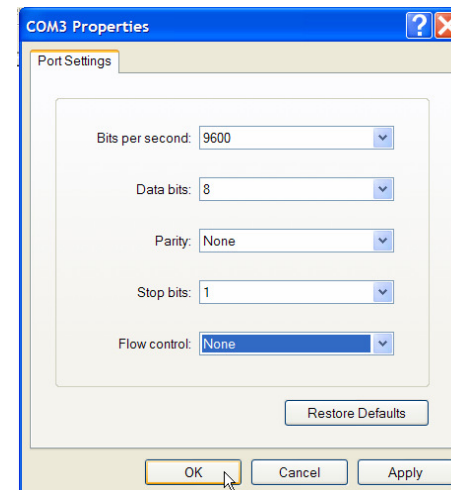 COM3 Properties
Port Settings
Bits per second: 9600
Data bits: 8
Parity: None
Stop bits: 1
Flow control: None
Restore Defaults
OK Cancel Apply